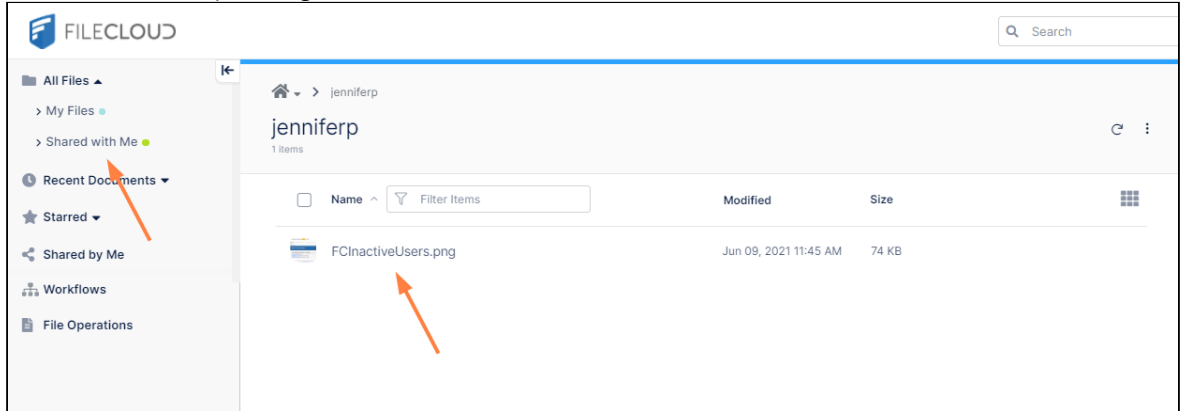 FILECLOUD
Search
All Files
My Files
Shared with Me
Recent Documents
Starred
Shared by Me
Workflows
File Operations
jenniferp
jenniferp
1 items
Name Filter Items Modified Size
FCInactiveUsers.png Jun 09, 2021 11:45 AM 74 KB